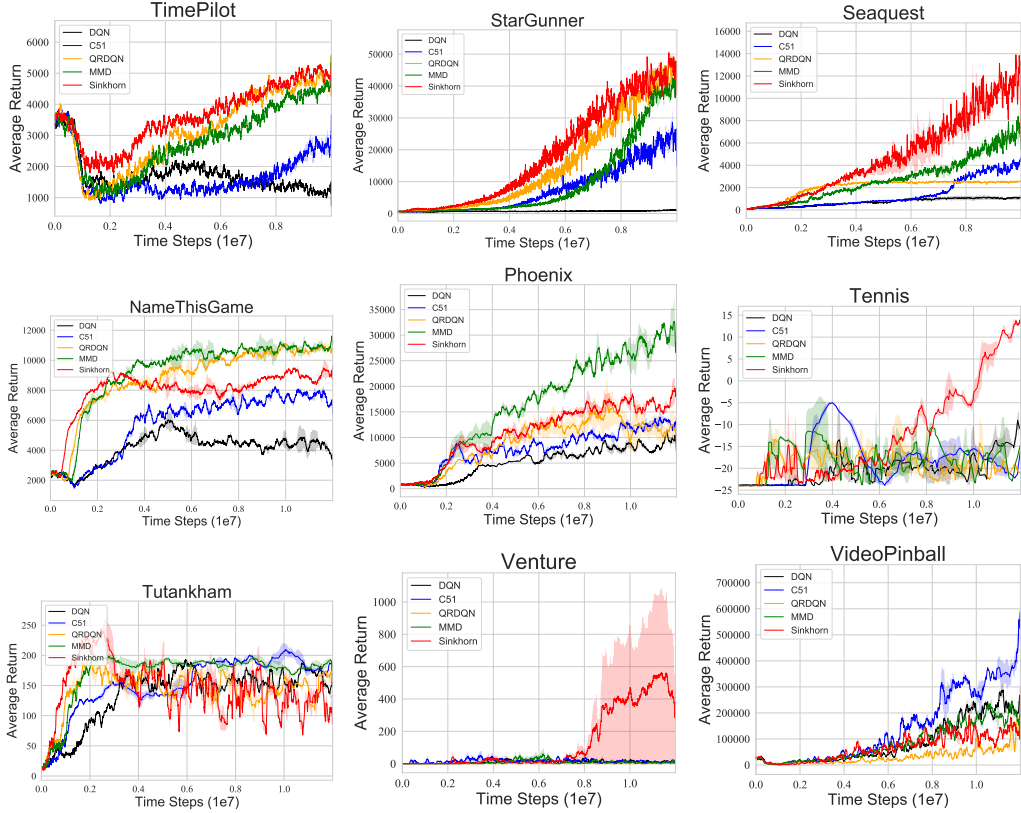 TimePilot
Average Return
6000
5000
4000
3000
2000
1000
DQN
C51
QRDQN
MMD
Sinkhorn
0.0 0.2 0.4 0.6 0.8
Time Steps (1e7)
StarGunner
Average Return
50000
40000
30000
20000
10000
0
DQN
C51
QRDQN
MMD
Sinkhorn
0.0 0.2 0.4 0.6 0.8
Time Steps (1e7)
Seaquest
Average Return
16000
14000
12000
10000
8000
6000
4000
2000
0
DQN
C51
QRDQN
MMD
Sinkhorn
0.0 0.2 0.4 0.6 0.8
Time Steps (1e7)
NameThisGame
Average Return
12000
10000
8000
6000
4000
2000
DQN
C51
QRDQN
MMD
Sinkhorn
0.0 0.2 0.4 0.6 0.8 1.0
Time Steps (1e7)
Phoenix
Average Return
35000
30000
25000
20000
15000
10000
5000
0
DQN
C51
QRDQN
MMD
Sinkhorn
0.0 0.2 0.4 0.6 0.8 1.0
Time Steps (1e7)
Tennis
Average Return
15
10
5
0
−5
−10
−15
−20
−25
DQN
C51
QRDQN
MMD
Sinkhorn
0.0 0.2 0.4 0.6 0.8 1.0
Time Steps (1e7)
Tutankham
Average Return
250
200
150
100
50
0
DQN
C51
QRDQN
MMD
Sinkhorn
0.0 0.2 0.4 0.6 0.8 1.0
Time Steps (1e7)
Venture
Average Return
1000
800
600
400
200
0
DQN
C51
QRDQN
MMD
Sinkhorn
0.0 0.2 0.4 0.6 0.8 1.0
Time Steps (1e7)
VideoPinball
Average Return
700000
600000
500000
400000
300000
200000
100000
0
DQN
C51
QRDQN
MMD
Sinkhorn
0.0 0.2 0.4 0.6 0.8 1.0
Time Steps (1e7)